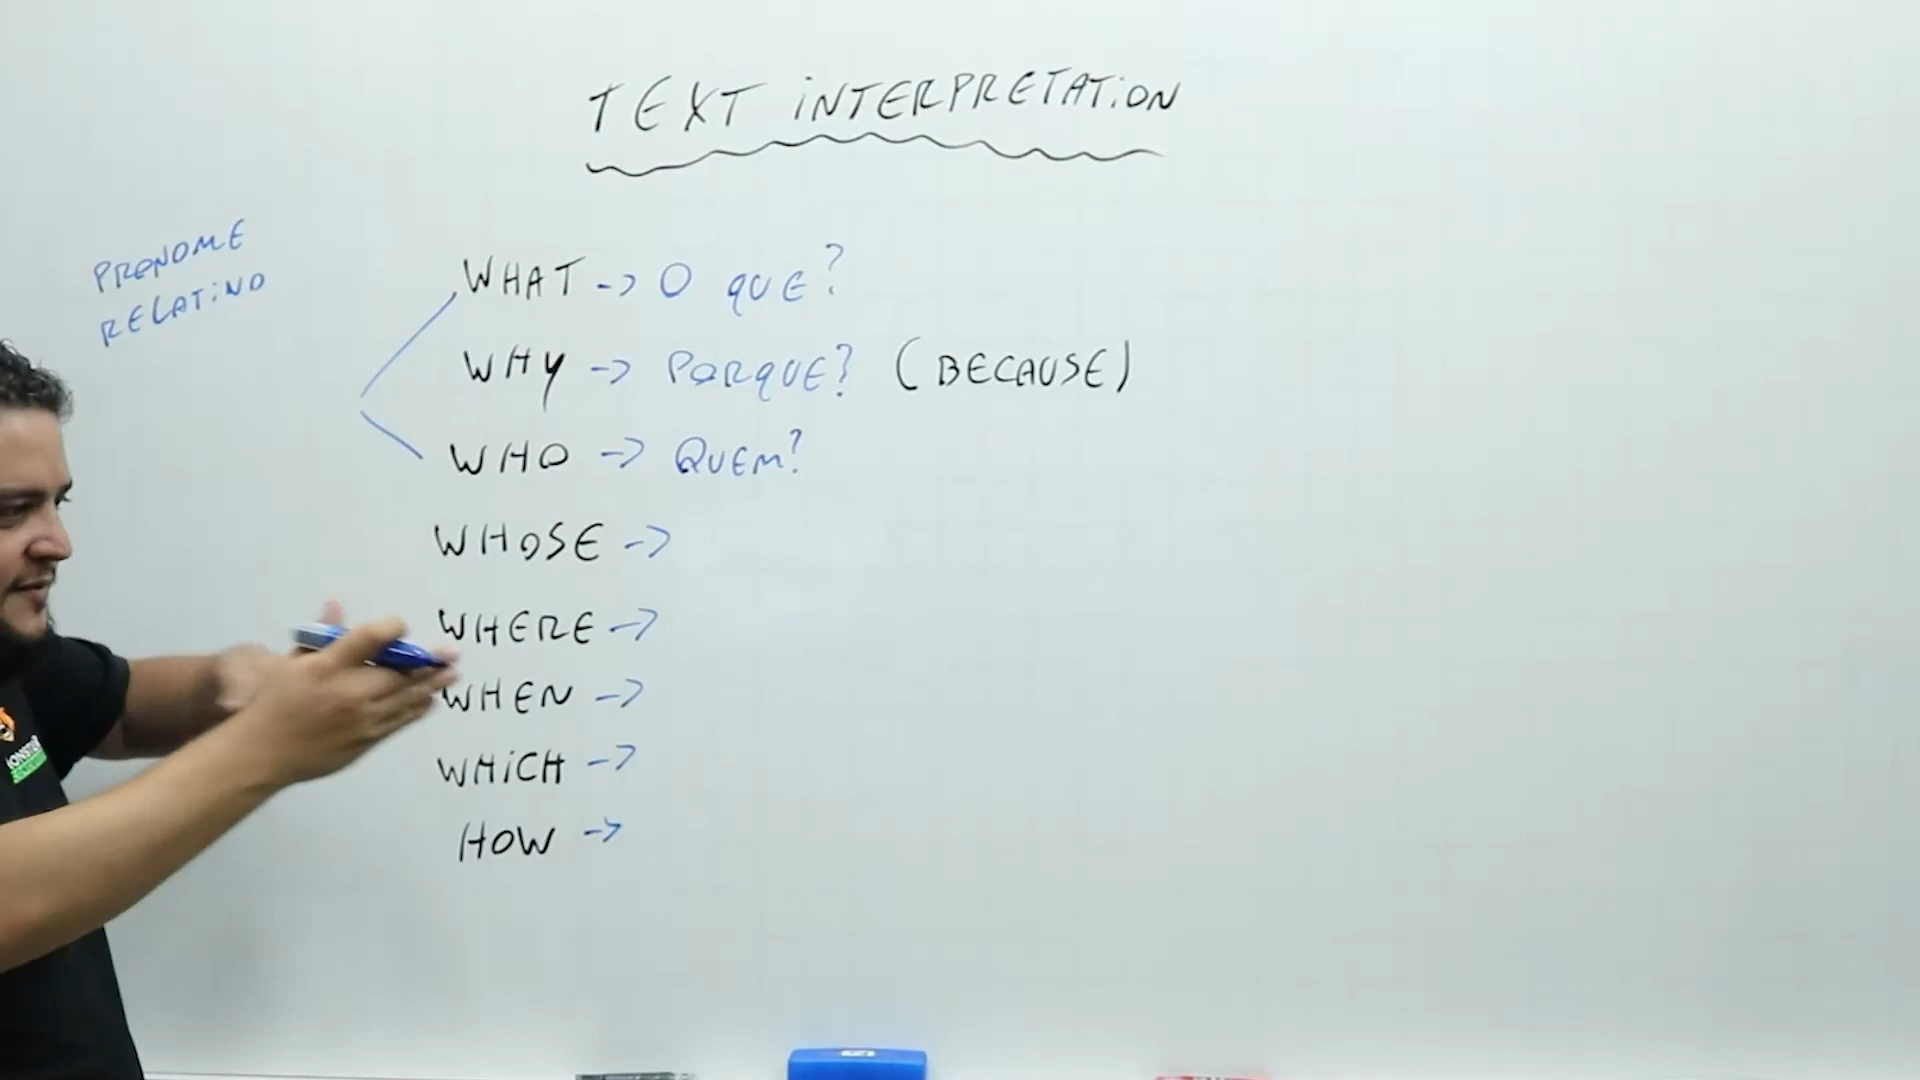 TEXT INTERPRETATION
PRONOME
RELATIVO
WHAT -> O QUE?
WHY -> PORQUE? (BECAUSE)
WHO -> QUEM?
WHOSE ->
WHERE ->
WHEN ->
WHICH ->
HOW ->